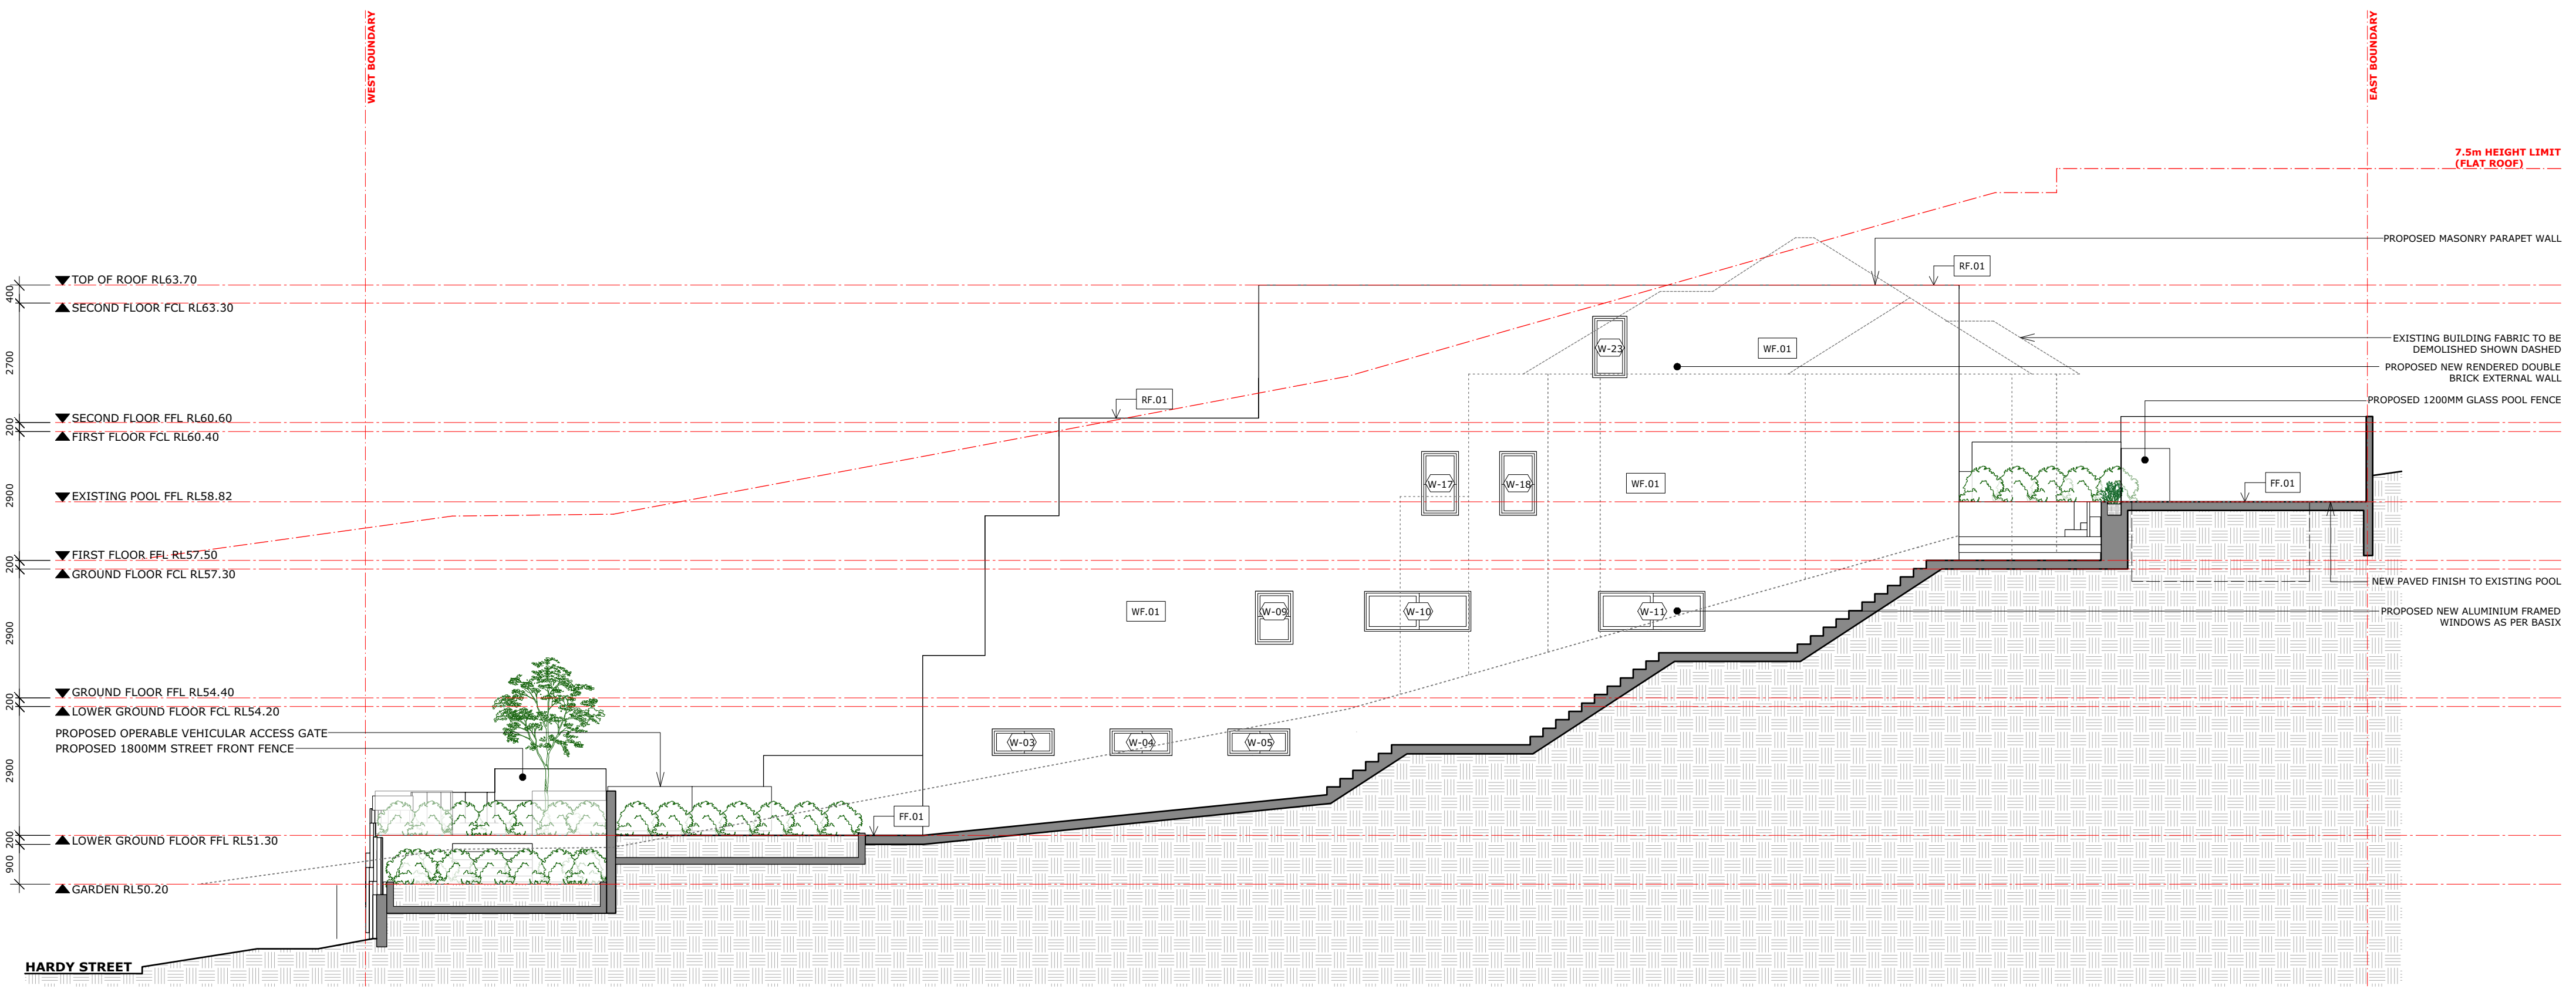 WEST BOUNDARY
EAST BOUNDARY
7.5m HEIGHT LIMIT
(FLAT ROOF)
PROPOSED MASONRY PARAPET WALL
RF.01
TOP OF ROOF RL63.70
400
SECOND FLOOR FCL RL63.30
EXISTING BUILDING FABRIC TO BE
DEMOLISHED SHOWN DASHED
W-23
WF.01
2700
PROPOSED NEW RENDERED DOUBLE
BRICK EXTERNAL WALL
RF.01
PROPOSED 1200MM GLASS POOL FENCE
SECOND FLOOR FFL RL60.60
200
FIRST FLOOR FCL RL60.40
W-17
W-18
WF.01
FF.01
2900
EXISTING POOL FFL RL58.82
FIRST FLOOR FFL RL57.50
200
GROUND FLOOR FCL RL57.30
NEW PAVED FINISH TO EXISTING POOL
WF.01
W-09
W-10
W-11
PROPOSED NEW ALUMINIUM FRAMED
WINDOWS AS PER BASIX
2900
GROUND FLOOR FFL RL54.40
200
LOWER GROUND FLOOR FCL RL54.20
PROPOSED OPERABLE VEHICULAR ACCESS GATE
W-03
W-04
W-05
PROPOSED 1800MM STREET FRONT FENCE
2900
FF.01
200
LOWER GROUND FLOOR FFL RL51.30
900
GARDEN RL50.20
HARDY STREET